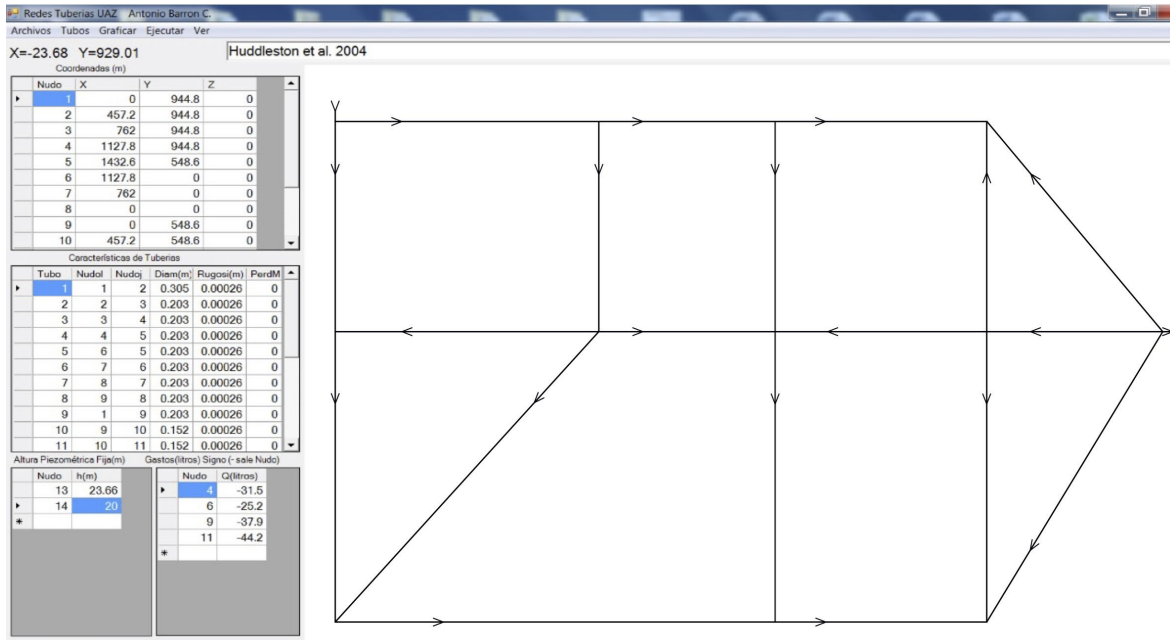 Redes Tuberias UAZ Antonio Barron C.
Archivos Tubos Graficar Ejecutar Ver
X=-23.68 Y=929.01
Huddleston et al. 2004
Coordenadas (m)
Nudo X Y Z
1 0 944.8 0
2 457.2 944.8 0
3 762 944.8 0
4 1127.8 944.8 0
5 1432.6 548.6 0
6 1127.8 0 0
7 762 0 0
8 0 0 0
9 0 548.6 0
10 457.2 548.6 0
Características de Tuberias
Tubo NudoI Nudoj Diam(m) Rugosi(m) PerdM
1 1 2 0.305 0.00026 0
2 2 3 0.203 0.00026 0
3 3 4 0.203 0.00026 0
4 4 5 0.203 0.00026 0
5 6 5 0.203 0.00026 0
6 7 6 0.203 0.00026 0
7 8 7 0.203 0.00026 0
8 9 8 0.203 0.00026 0
9 1 9 0.203 0.00026 0
10 9 10 0.152 0.00026 0
11 10 11 0.152 0.00026 0
Altura Piezométrica Fija(m)
Nudo h(m)
13 23.66
14 20
Gastos(litros) Signo (- sale Nudo)
Nudo Q(litros)
4 -31.5
6 -25.2
9 -37.9
11 -44.2